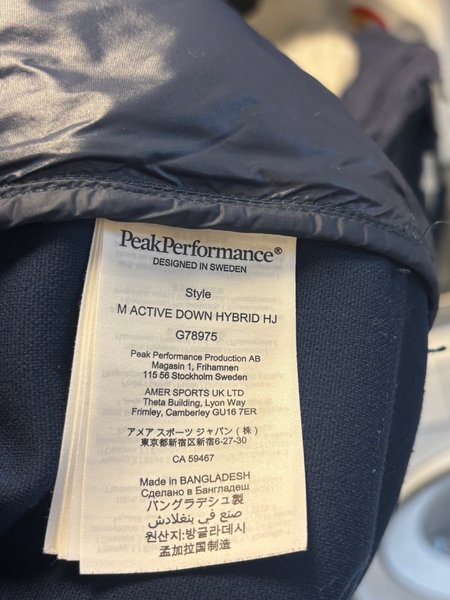 PeakPerformance®
DESIGNED IN SWEDEN
Style
M ACTIVE DOWN HYBRID HJ
G78975
Peak Performance Production AB
Magasin 1, Frihamnen
115 56 Stockholm Sweden
AMER SPORTS UK LTD
Theta Building, Lyon Way
Frimley, Camberley GU16 7ER
アメア スポーツ ジャパン (株)
東京都新宿区新宿6-27-30
CA 59467
Made in BANGLADESH
Сделано в Бангладеш
バングラデシュ製
صنع في بنغلادش
원산지:방글라데시
孟加拉国制造